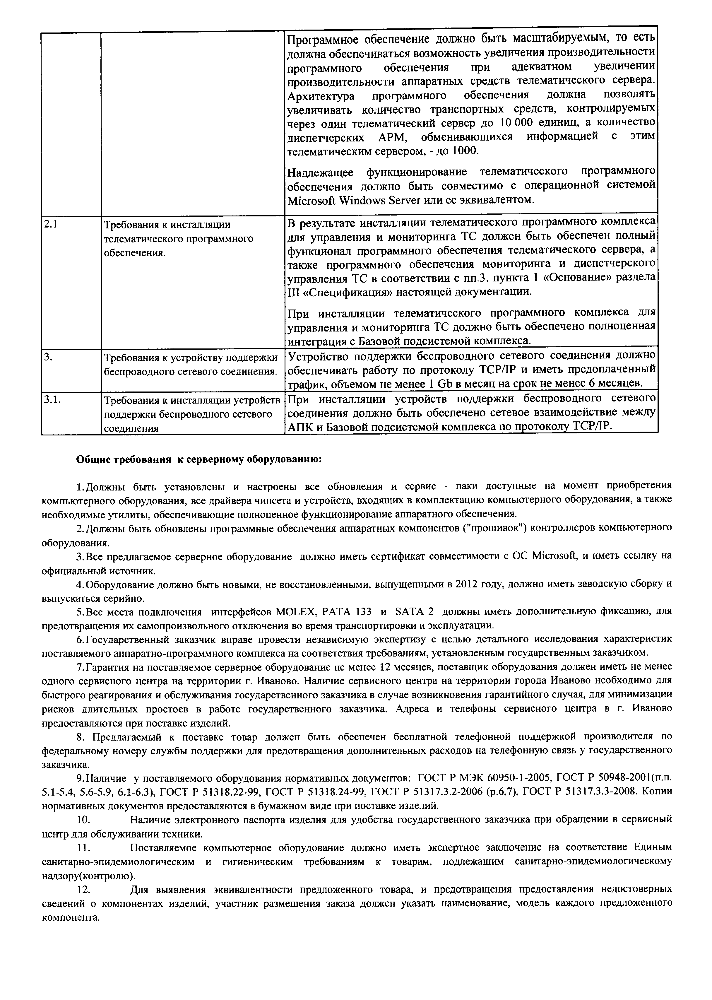 Программное обеспечение должно быть масштабируемым, то есть
должна обеспечиваться возможность увеличения производительности
программного обеспечения при адекватном увеличении
производительности аппаратных средств телематического сервера.
Архитектура программного обеспечения должна позволять
увеличивать количество транспортных средств, контролируемых
через один телематический сервер до 10 000 единиц, а количество
диспетчерских АРМ, обменивающихся информацией с этим
телематическим сервером, - до 1000.
Надлежащее функционирование телематического программного
обеспечения должно быть совместимо с операционной системой
Microsoft Windows Server или ее эквивалентом.
2.1
Требования к инсталляции
телематического программного
обеспечения.
В результате инсталляции телематического программного комплекса
для управления и мониторинга ТС должен быть обеспечен полный
функционал программного обеспечения телематического сервера, а
также программного обеспечения мониторинга и диспетчерского
управления ТС в соответствии с пп.3. пункта 1 «Основание» раздела
III «Спецификация» настоящей документации.
При инсталляции телематического программного комплекса для
управления и мониторинга ТС должно быть обеспечено полноценная
интеграция с Базовой подсистемой комплекса.
3.
Требования к устройству поддержки
беспроводного сетевого соединения.
Устройство поддержки беспроводного сетевого соединения должно
обеспечивать работу по протоколу TCP/IP и иметь предоплаченный
трафик, объемом не менее 1 Gb в месяц на срок не менее 6 месяцев.
3.1.
Требования к инсталляции устройств
поддержки беспроводного сетевого
соединения
При инсталляции устройств поддержки беспроводного сетевого
соединения должно быть обеспечено сетевое взаимодействие между
АПК и Базовой подсистемой комплекса по протоколу TCP/IP.
Общие требования к серверному оборудованию:
1.Должны быть установлены и настроены все обновления и сервис - паки доступные на момент приобретения
компьютерного оборудования, все драйвера чипсета и устройств, входящих в комплектацию компьютерного оборудования, а также
необходимые утилиты, обеспечивающие полноценное функционирование аппаратного обеспечения.
2.Должны быть обновлены программные обеспечения аппаратных компонентов ("прошивок") контроллеров компьютерного
оборудования.
3.Все предлагаемое серверное оборудование должно иметь сертификат совместимости с ОС Microsoft, и иметь ссылку на
официальный источник.
4.Оборудование должно быть новыми, не восстановленными, выпущенными в 2012 году, должно иметь заводскую сборку и
выпускаться серийно.
5.Все места подключения интерфейсов MOLEX, PATA 133 и SATA 2 должны иметь дополнительную фиксацию, для
предотвращения их самопроизвольного отключения во время транспортировки и эксплуатации.
6.Государственный заказчик вправе провести независимую экспертизу с целью детального исследования характеристик
поставляемого аппаратно-программного комплекса на соответствия требованиям, установленным государственным заказчиком.
7.Гарантия на поставляемое серверное оборудование не менее 12 месяцев, поставщик оборудования должен иметь не менее
одного сервисного центра на территории г. Иваново. Наличие сервисного центра на территории города Иваново необходимо для
быстрого реагирования и обслуживания государственного заказчика в случае возникновения гарантийного случая, для минимизации
рисков длительных простоев в работе государственного заказчика. Адреса и телефоны сервисного центра в г. Иваново
предоставляются при поставке изделий.
8. Предлагаемый к поставке товар должен быть обеспечен бесплатной телефонной поддержкой производителя по
федеральному номеру службы поддержки для предотвращения дополнительных расходов на телефонную связь у государственного
заказчика.
9.Наличие у поставляемого оборудования нормативных документов: ГОСТ Р МЭК 60950-1-2005, ГОСТ Р 50948-2001(п.п.
5.1-5.4, 5.6-5.9, 6.1-6.3), ГОСТ Р 51318.22-99, ГОСТ Р 51318.24-99, ГОСТ Р 51317.3.2-2006 (р.6,7), ГОСТ Р 51317.3.3-2008. Копии
нормативных документов предоставляются в бумажном виде при поставке изделий.
10. Наличие электронного паспорта изделия для удобства государственного заказчика при обращении в сервисный
центр для обслуживании техники.
11. Поставляемое компьютерное оборудование должно иметь экспертное заключение на соответствие Единым
санитарно-эпидемиологическим и гигиеническим требованиям к товарам, подлежащим санитарно-эпидемиологическому
надзору(контролю).
12. Для выявления эквивалентности предложенного товара, и предотвращения предоставления недостоверных
сведений о компонентах изделий, участник размещения заказа должен указать наименование, модель каждого предложенного
компонента.